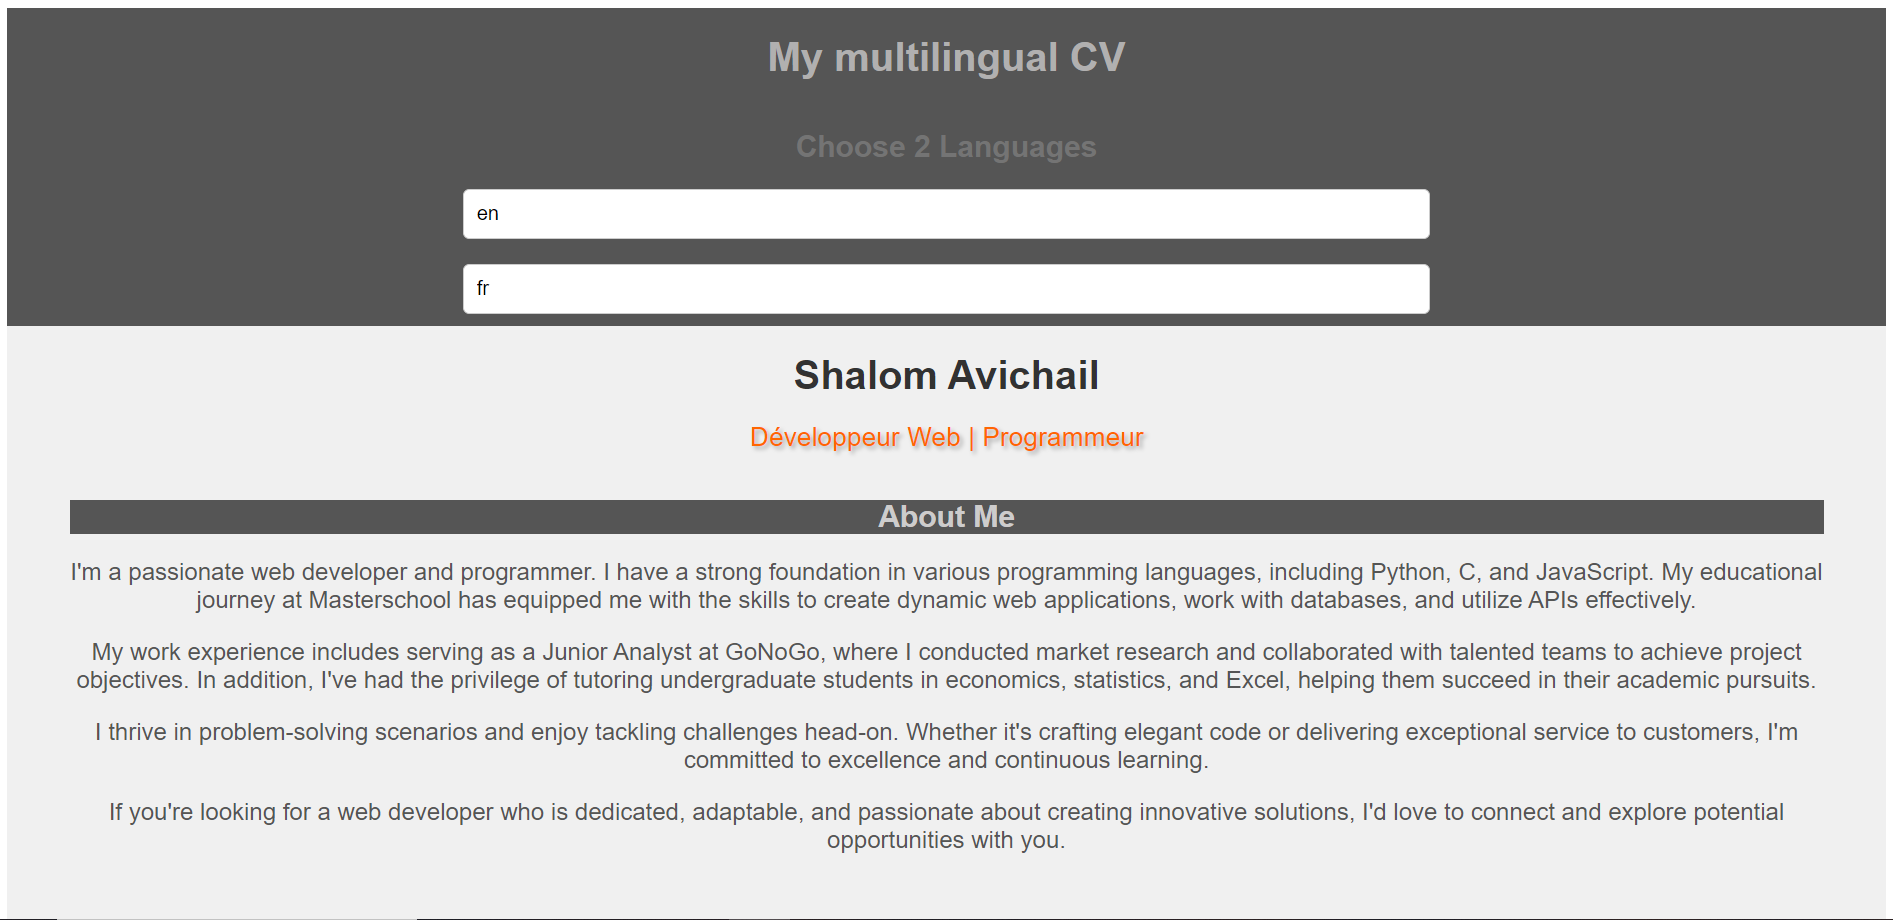 My multilingual CV
Choose 2 Languages
en
fr
Shalom Avichail
Développeur Web | Programmeur
About Me
I'm a passionate web developer and programmer. I have a strong foundation in various programming languages, including Python, C, and JavaScript. My educational
journey at Masterschool has equipped me with the skills to create dynamic web applications, work with databases, and utilize APIs effectively.
My work experience includes serving as a Junior Analyst at GoNoGo, where I conducted market research and collaborated with talented teams to achieve project
objectives. In addition, I've had the privilege of tutoring undergraduate students in economics, statistics, and Excel, helping them succeed in their academic pursuits.
I thrive in problem-solving scenarios and enjoy tackling challenges head-on. Whether it's crafting elegant code or delivering exceptional service to customers, I'm
committed to excellence and continuous learning.
If you're looking for a web developer who is dedicated, adaptable, and passionate about creating innovative solutions, I'd love to connect and explore potential
opportunities with you.